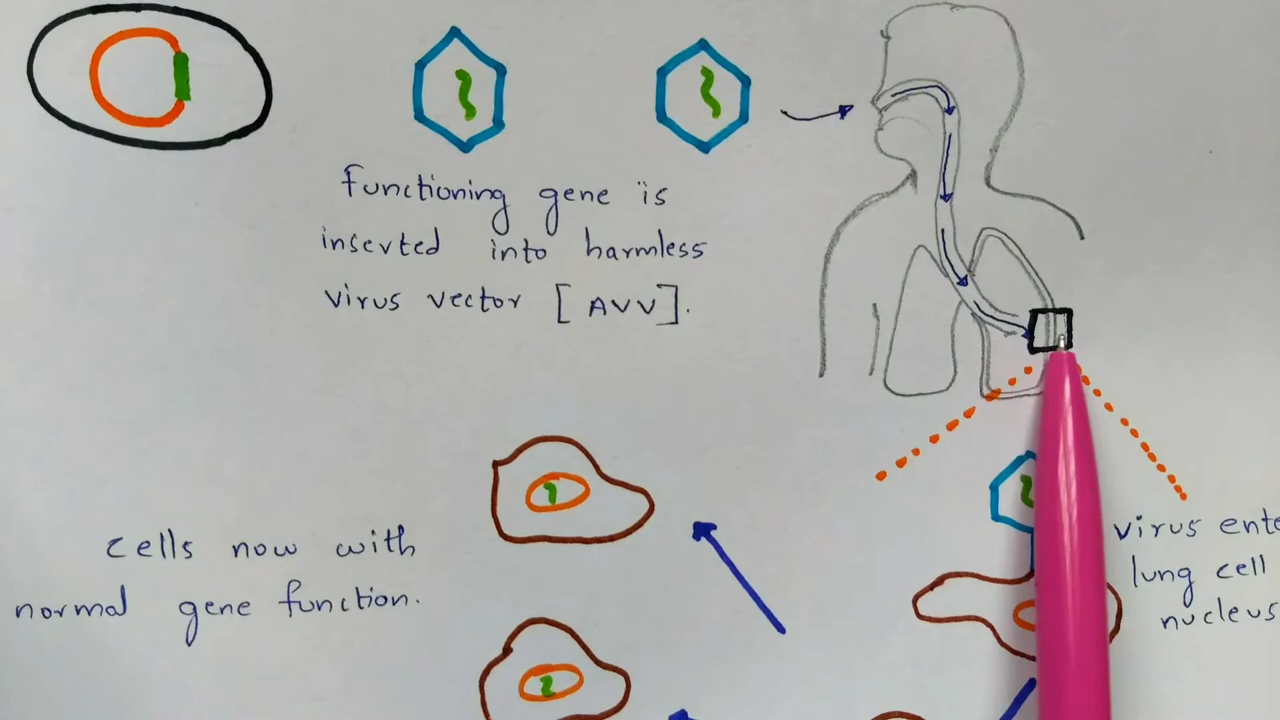 functioning gene is
inserted into harmless
virus vector [AVV].
cells now with
normal gene function.
virus ente
lung cell
nucleus